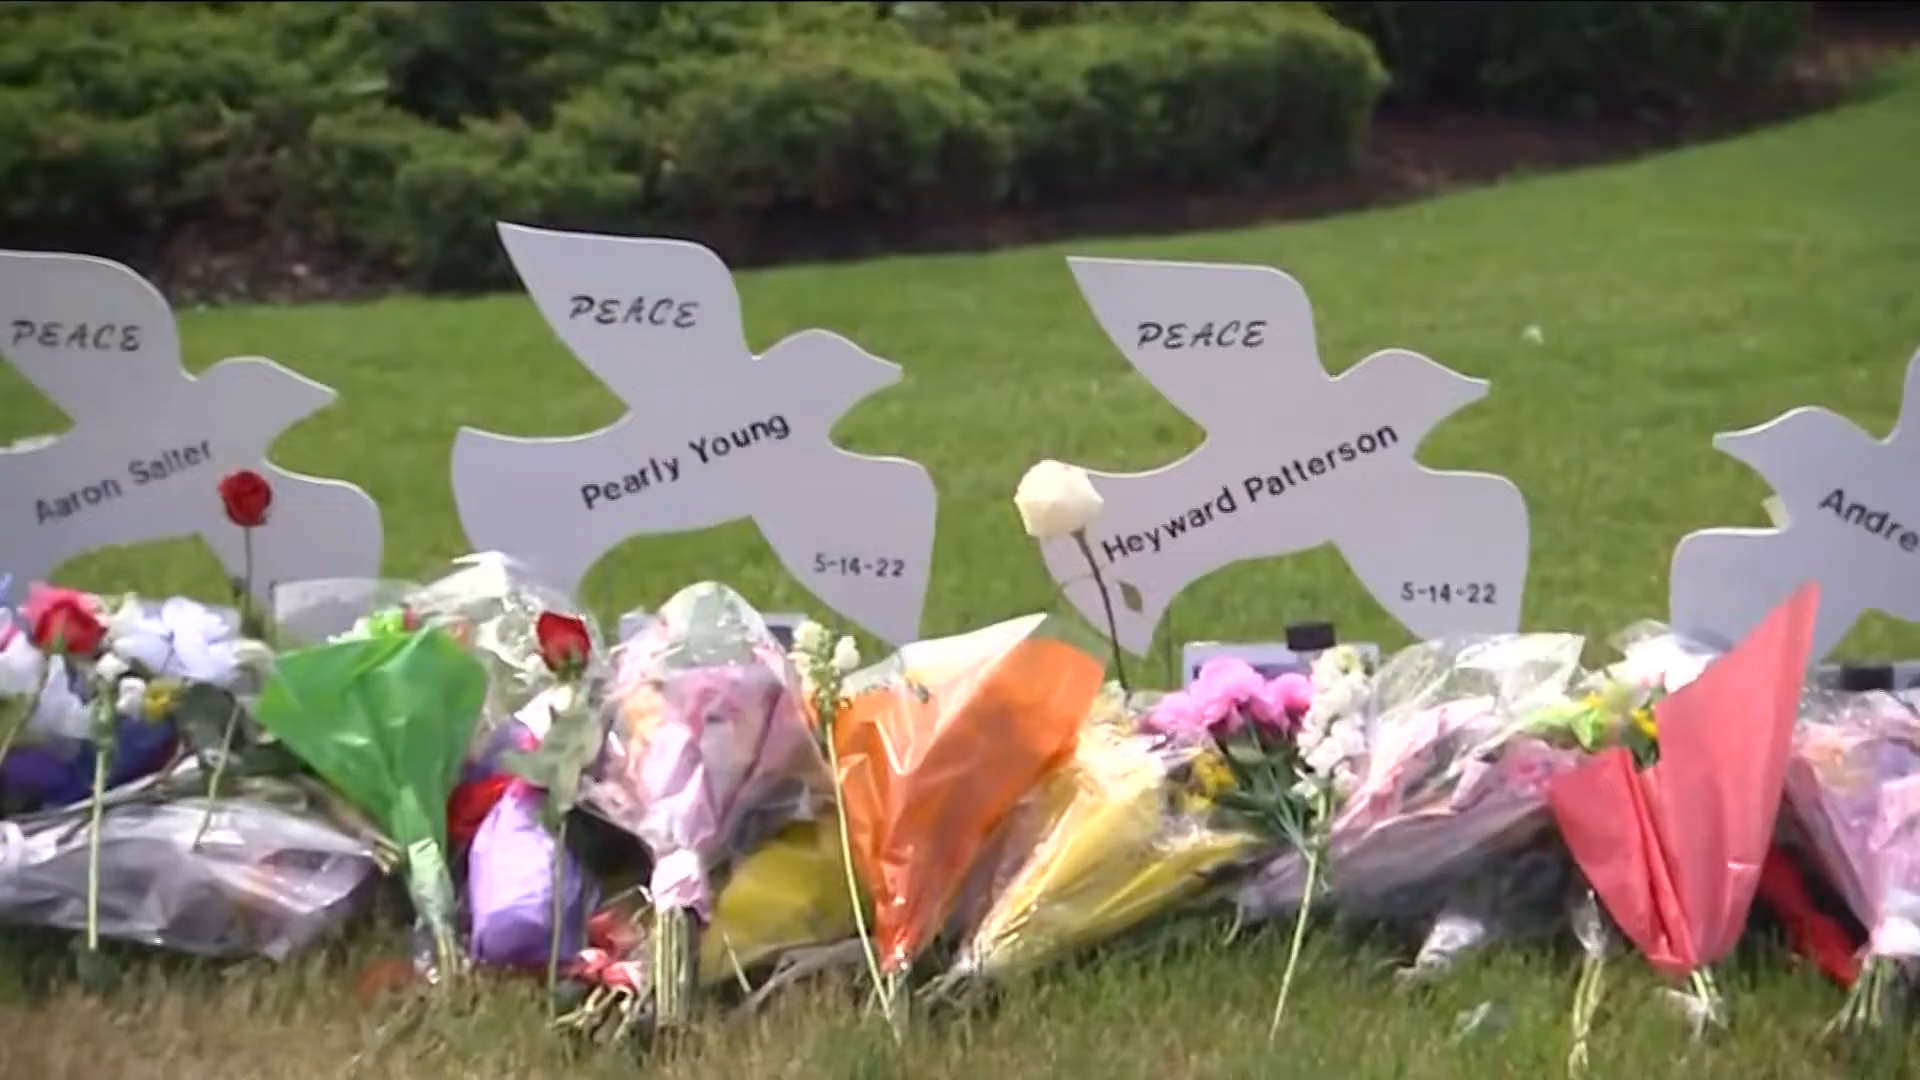 PEACE
Aaron Salter
PEACE
Pearly Young
5-14-22
PEACE
Heyward Patterson
5-14-22
Andre